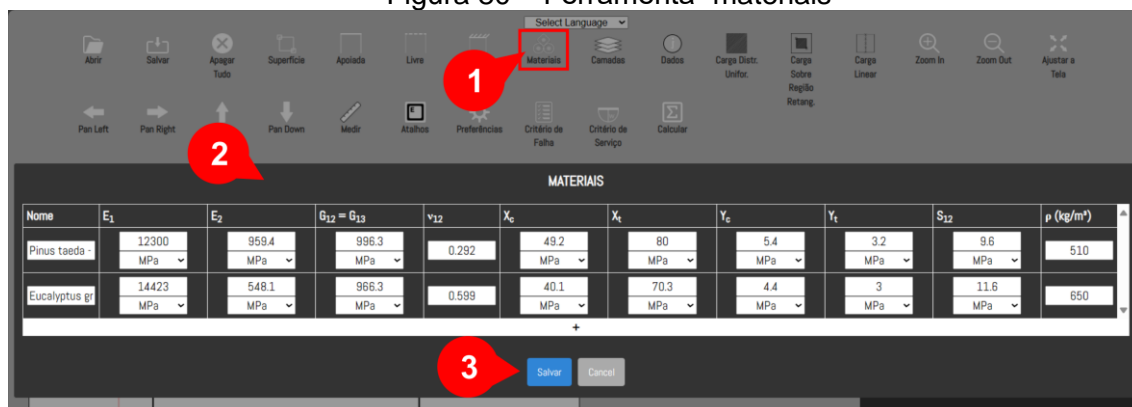 Figura 30 – Ferramenta “materiais”
Select Language
Abrir
Salvar
Apagar Tudo
Superfície
Apoiada
Livre
Materiais
Camadas
Dados
Carga Distr. Unifor.
Carga Sobre Região Retang.
Carga Linear
Zoom In
Zoom Out
Ajustar a Tela
1
Pan Left
Pan Right
Pan Down
Medir
Atalhos
Preferências
Critério de Falha
Critério de Serviço
Calcular
2
MATERIAIS
Nome E₁ E₂ G₁₂ = G₁₃ ν₁₂ X꜀ Xₜ Y꜀ Yₜ S₁₂ ρ (kg/m³)
Pinus taeda - 12300 959.4 996.3 0.292 49.2 80 5.4 3.2 9.6 510
MPa MPa MPa MPa MPa MPa MPa MPa
Eucalyptus gr 14423 548.1 966.3 0.599 40.1 70.3 4.4 3 11.6 650
MPa MPa MPa MPa MPa MPa MPa MPa
+
3
Salvar Cancel